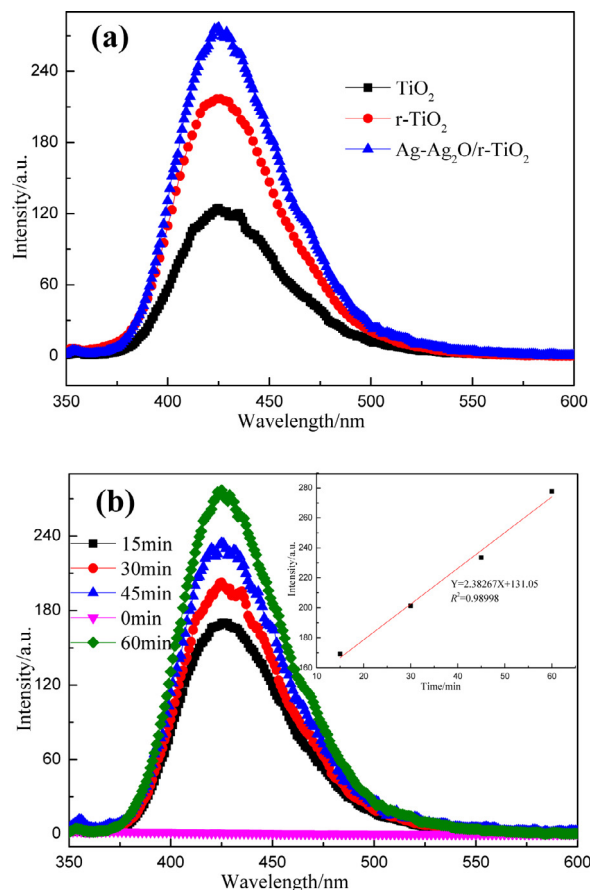 (a)
TiO₂
r-TiO₂
Ag-Ag₂O/r-TiO₂
Intensity/a.u.
240
180
120
60
0
350 400 450 500 550 600
Wavelength/nm
(b)
15min
30min
45min
0min
60min
Intensity/a.u.
240
180
120
60
0
350 400 450 500 550 600
Wavelength/nm
Intensity/a.u.
280
260
240
220
200
180
160
Y=2.38267X+131.05
R²=0.98998
10 20 30 40 50 60
Time/min